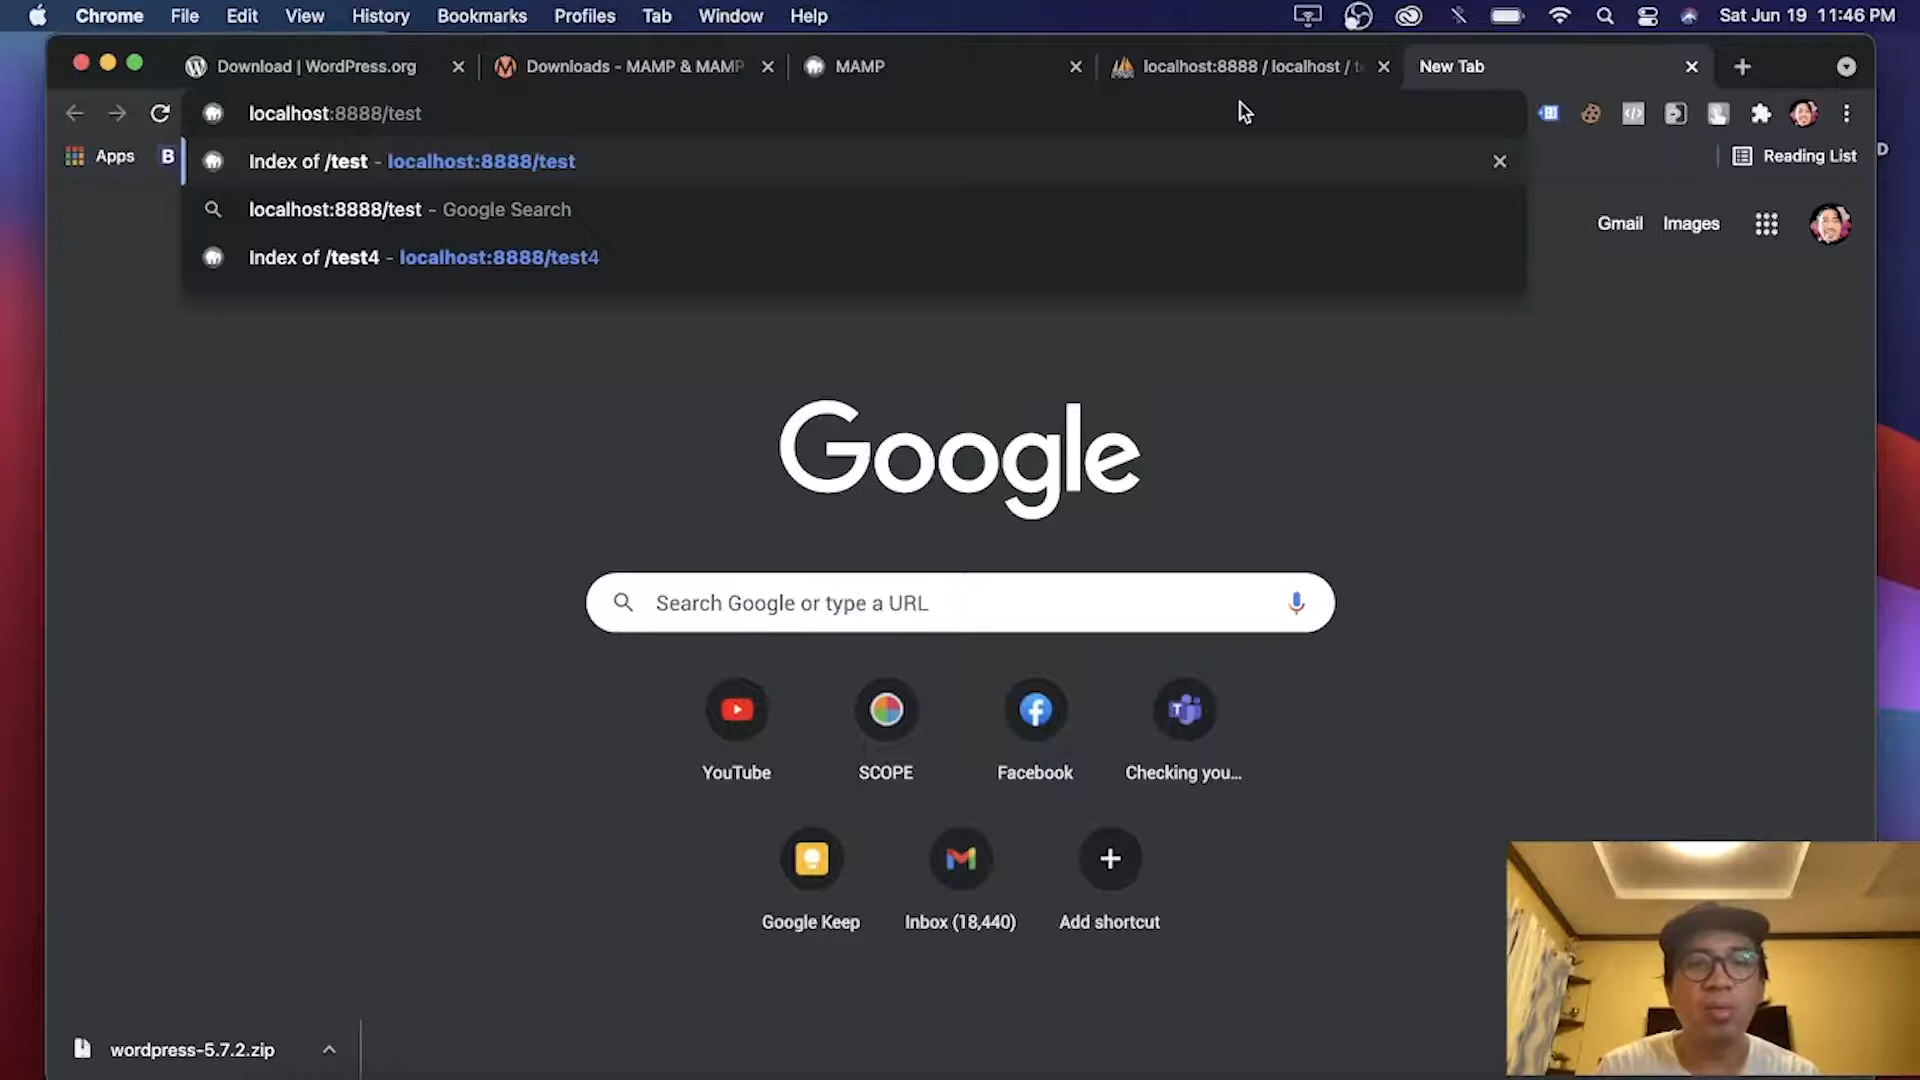 Chrome File Edit View History Bookmarks Profiles Tab Window Help Sat Jun 19 11:46 PM
Download | WordPress.org Downloads - MAMP & MAMP MAMP localhost:8888 / localhost / te New Tab
localhost:8888/test
Apps B Index of /test - localhost:8888/test Reading List
localhost:8888/test - Google Search
Gmail Images
Index of /test4 - localhost:8888/test4
Google
Search Google or type a URL
YouTube SCOPE Facebook Checking you...
Google Keep Inbox (18,440) Add shortcut
wordpress-5.7.2.zip